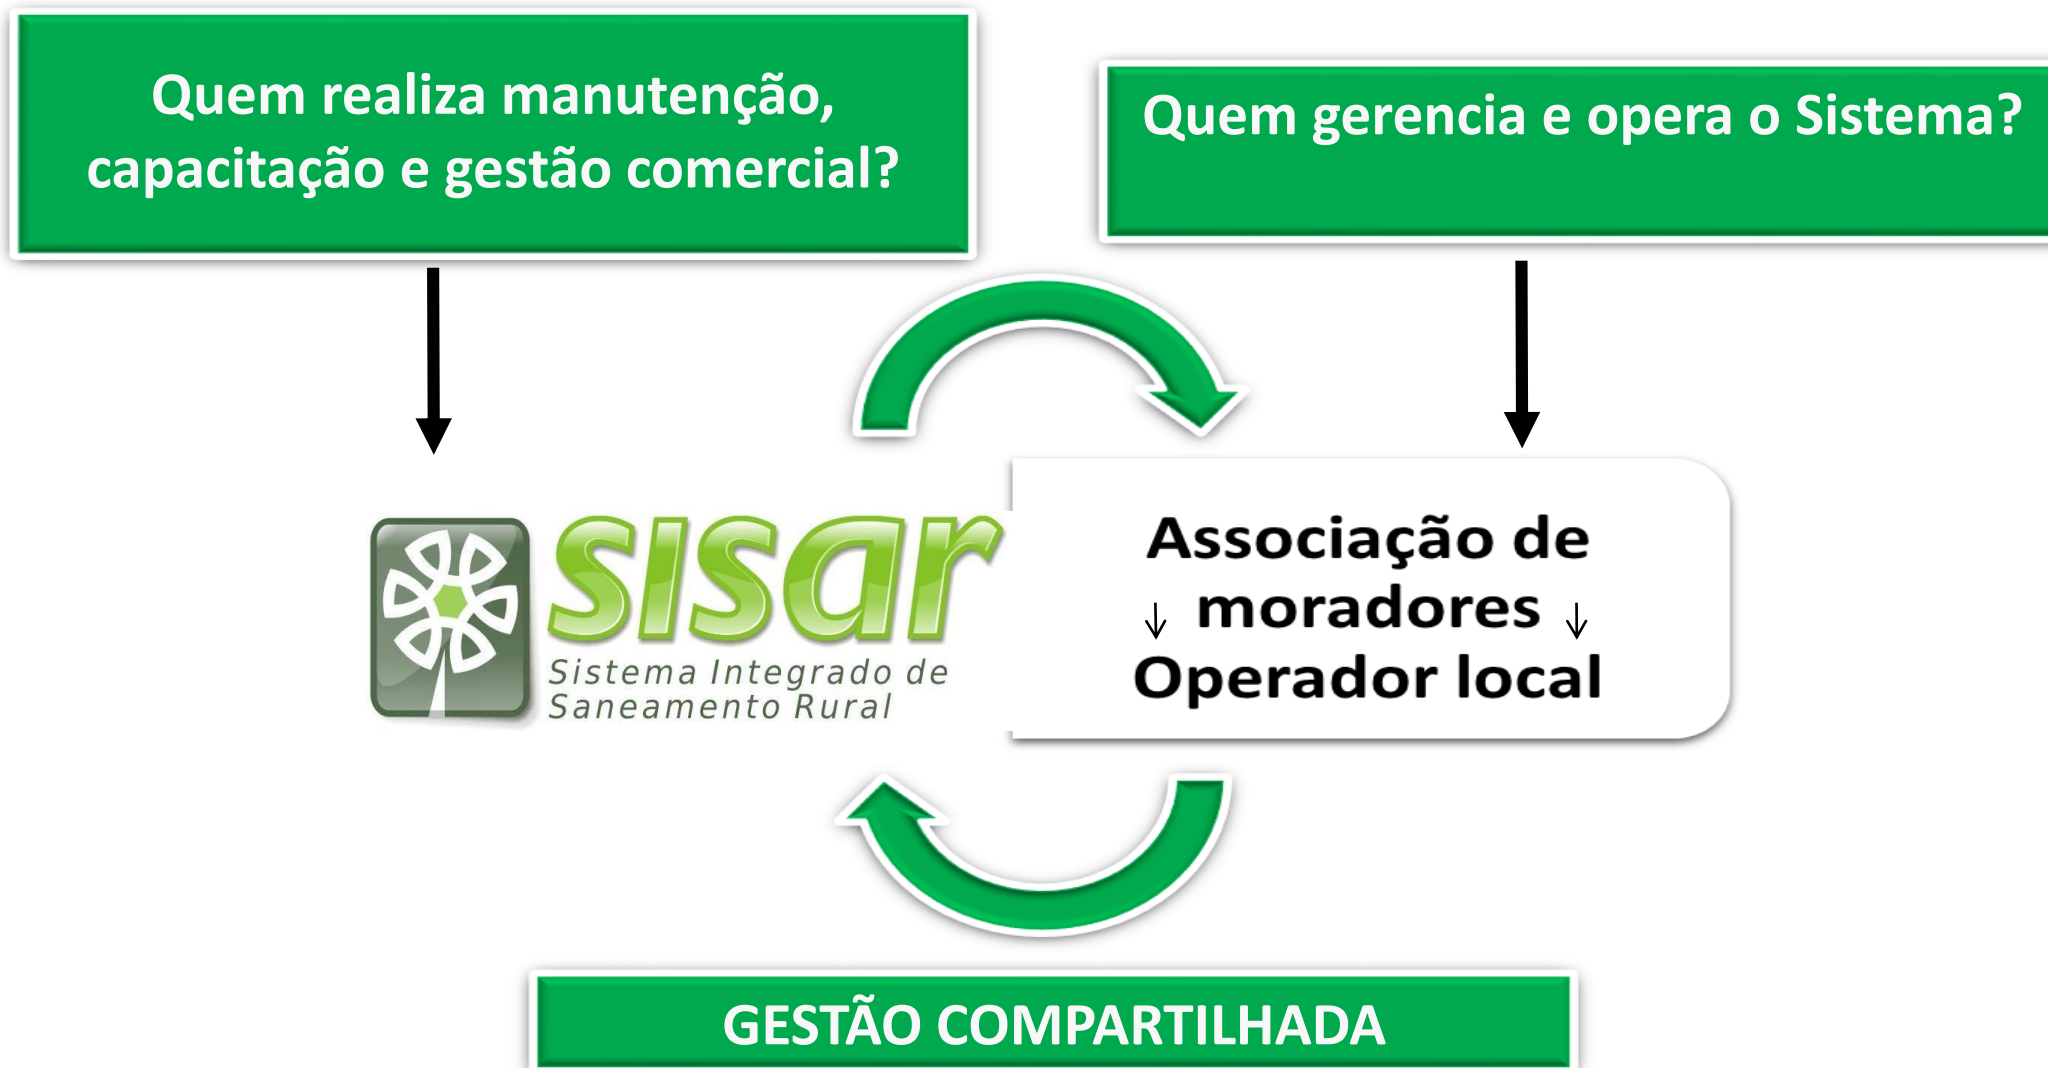 Quem realiza manutenção,
capacitação e gestão comercial?
Quem gerencia e opera o Sistema?
sisar
Sistema Integrado de
Saneamento Rural
Associação de
moradores
Operador local
GESTÃO COMPARTILHADA